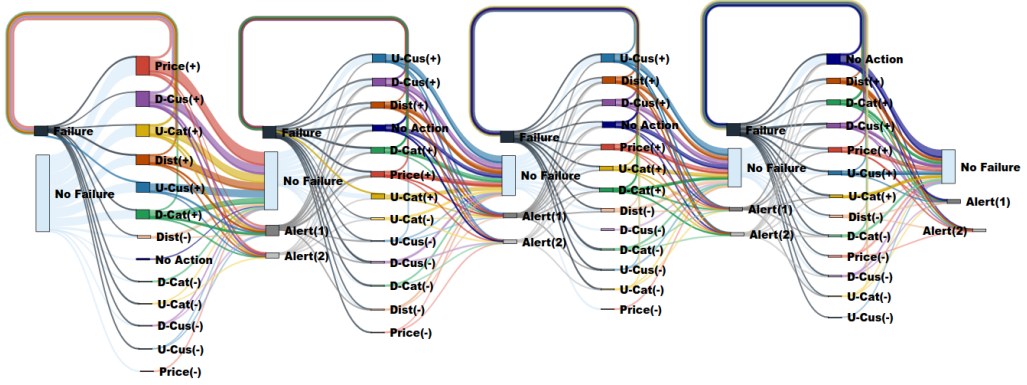 Price(+)
D-Cus(+)
U-Cat(+)
Failure
Dist(+)
No Failure
U-Cus(+)
D-Cat(+)
Dist(-)
No Action
D-Cat(-)
U-Cat(-)
D-Cus(-)
U-Cus(-)
Price(-)
U-Cus(+)
D-Cus(+)
Dist(+)
Failure
No Action
D-Cat(+)
No Failure
Price(+)
U-Cat(+)
U-Cat(-)
Alert(1)
U-Cus(-)
Alert(2)
D-Cus(-)
D-Cat(-)
Dist(-)
Price(-)
U-Cus(+)
Dist(+)
D-Cus(+)
No Action
Failure
Price(+)
U-Cat(+)
No Failure
D-Cat(+)
Dist(-)
Alert(1)
D-Cus(-)
Alert(2)
D-Cat(-)
U-Cus(-)
U-Cat(-)
Price(-)
No Action
Dist(+)
D-Cat(+)
Failure
D-Cus(+)
Price(+)
No Failure
U-Cus(+)
U-Cat(+)
Alert(1)
Dist(-)
Alert(2)
D-Cat(-)
Price(-)
D-Cus(-)
U-Cat(-)
U-Cus(-)
No Failure
Alert(1)
Alert(2)